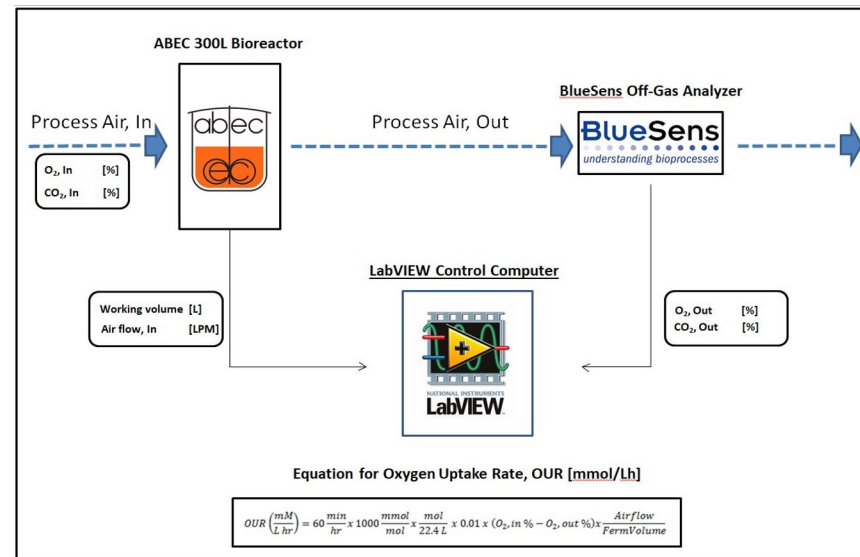 ABEC 300L Bioreactor
BlueSens Off-Gas Analyzer
Process Air, In
abec
ec
Process Air, Out
BlueSens
understanding bioprocesses
O₂, In [%]
CO₂, In [%]
LabVIEW Control Computer
Working volume [L]
Air flow, In [LPM]
O₂, Out [%]
CO₂, Out [%]
NATIONAL INSTRUMENTS
LabVIEW
Equation for Oxygen Uptake Rate, OUR [mmol/Lh]
OUR (mM/L hr) = 60 min/hr x 1000 mmol/mol x mol/22.4 L x 0.01 x (O₂, in % − O₂, out %)x Airflow/FermVolume